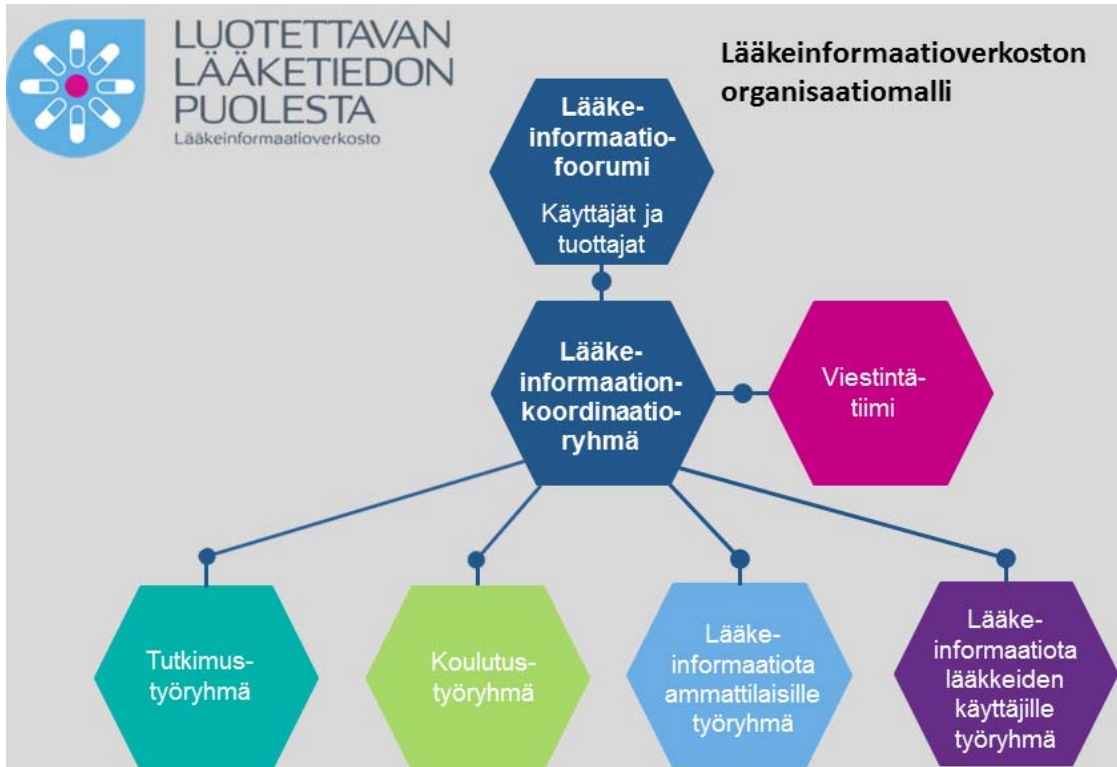 LUOTETTAVAN
LÄÄKETIEDON
PUOLESTA
Lääkeinformaatioverkosto
Lääkeinformaatioverkoston
organisaatiomalli
Lääke-
informaatio-
foorumi
Käyttäjät ja
tuottajat
Lääke-
informaation-
koordinaatio-
ryhmä
Viestintä-
tiimi
Tutkimus-
työryhmä
Koulutus-
työryhmä
Lääke-
informaatiota
ammattilaisille
työryhmä
Lääke-
informaatiota
lääkkeiden
käyttäjille
työryhmä